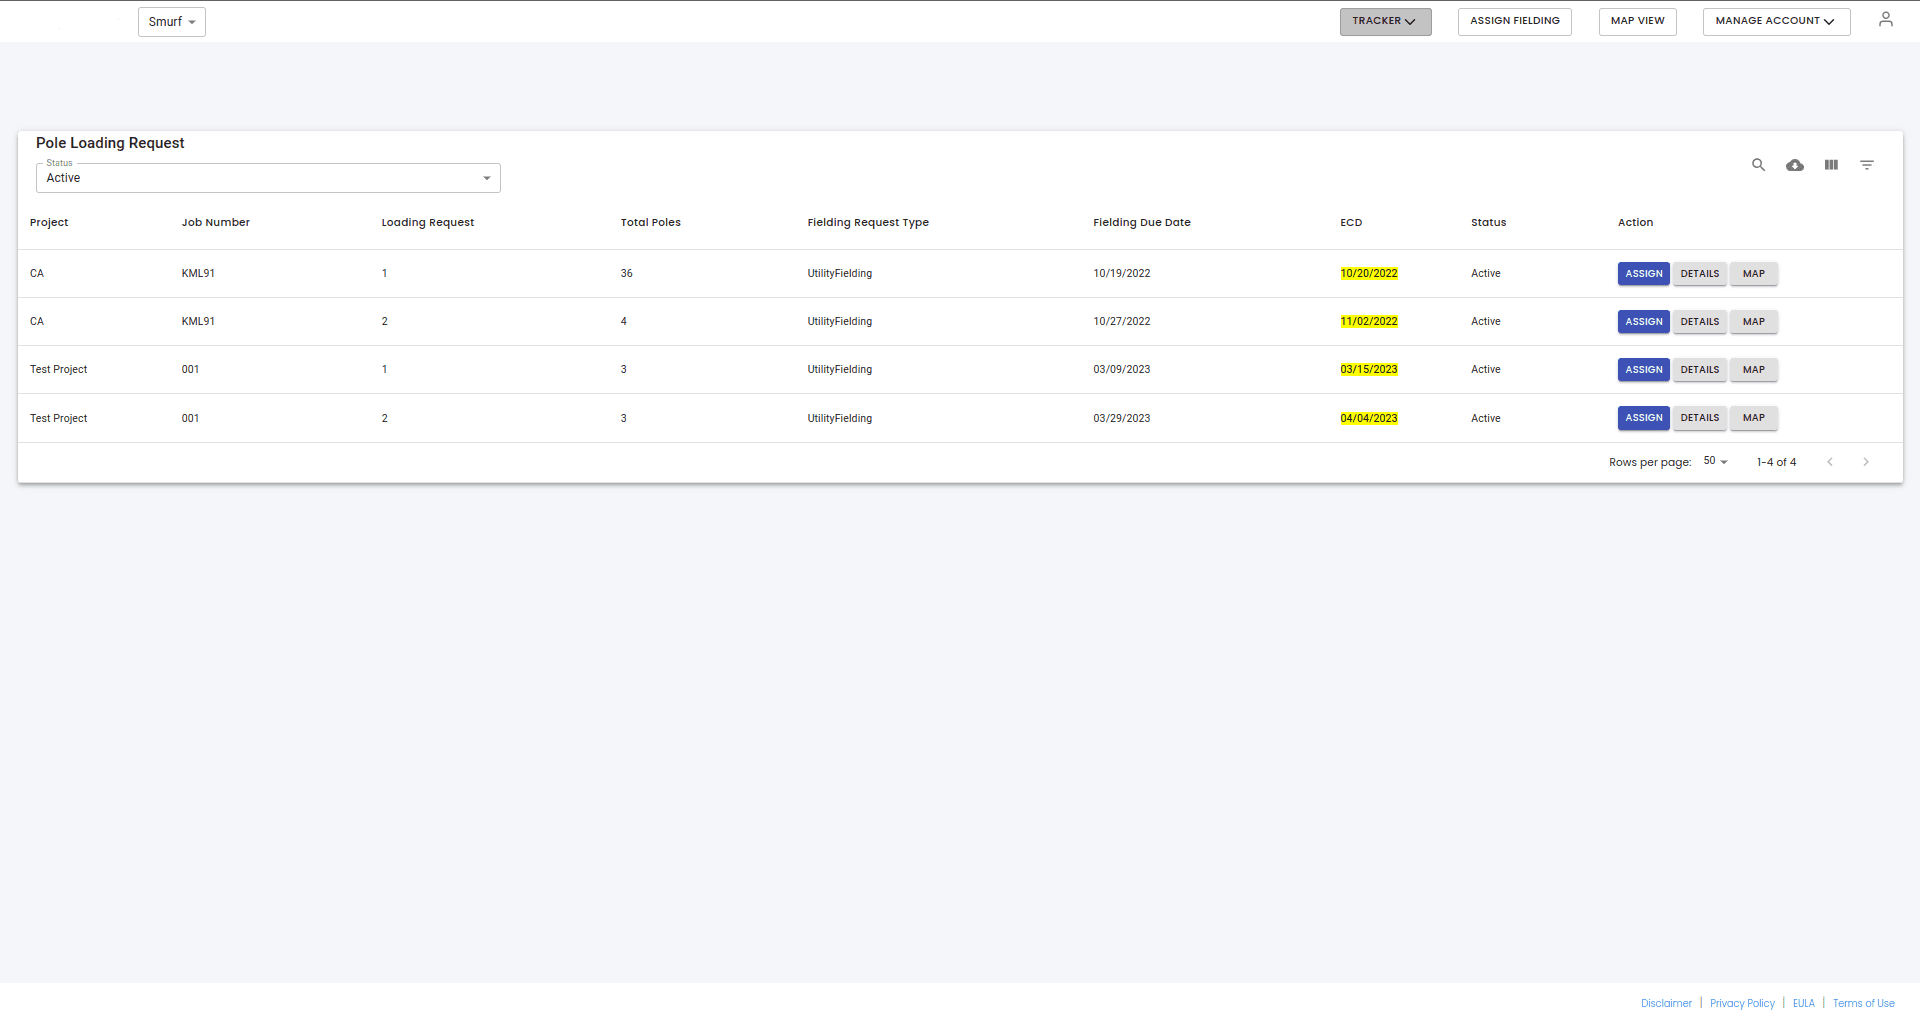 Smurf TRACKER ASSIGN FIELDING MAP VIEW MANAGE ACCOUNT
Pole Loading Request
Status
Active
Project Job Number Loading Request Total Poles Fielding Request Type Fielding Due Date ECD Status Action
CA KML91 1 36 UtilityFielding 10/19/2022 10/20/2022 Active ASSIGN DETAILS MAP
CA KML91 2 4 UtilityFielding 10/27/2022 11/02/2022 Active ASSIGN DETAILS MAP
Test Project 001 1 3 UtilityFielding 03/09/2023 03/15/2023 Active ASSIGN DETAILS MAP
Test Project 001 2 3 UtilityFielding 03/29/2023 04/04/2023 Active ASSIGN DETAILS MAP
Rows per page: 50 1-4 of 4
Disclaimer | Privacy Policy | EULA | Terms of Use